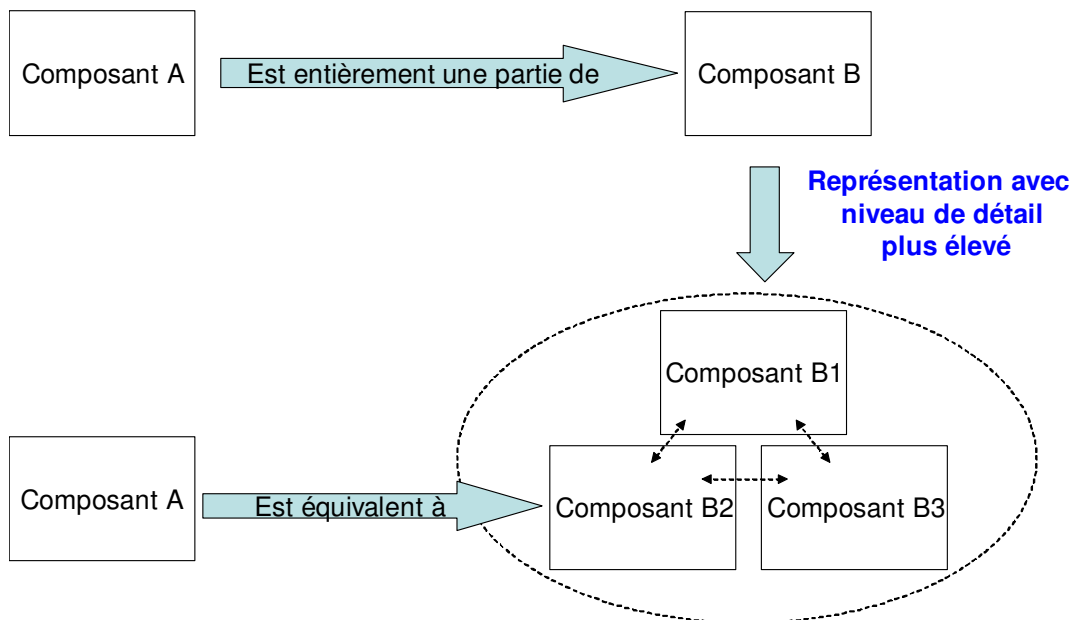 Composant A
Est entièrement une partie de
Composant B
Représentation avec
niveau de détail
plus élevé
Composant B1
Composant A
Est équivalent à
Composant B2
Composant B3